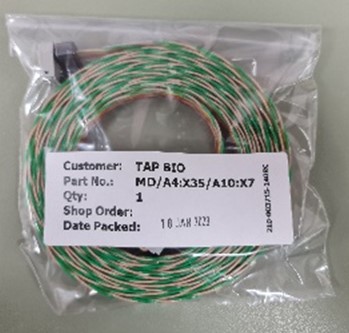 Customer: TAP BIO
Part No.: MD/A4:X35/A10:X7
Qty: 1
Shop Order:
Date Packed: